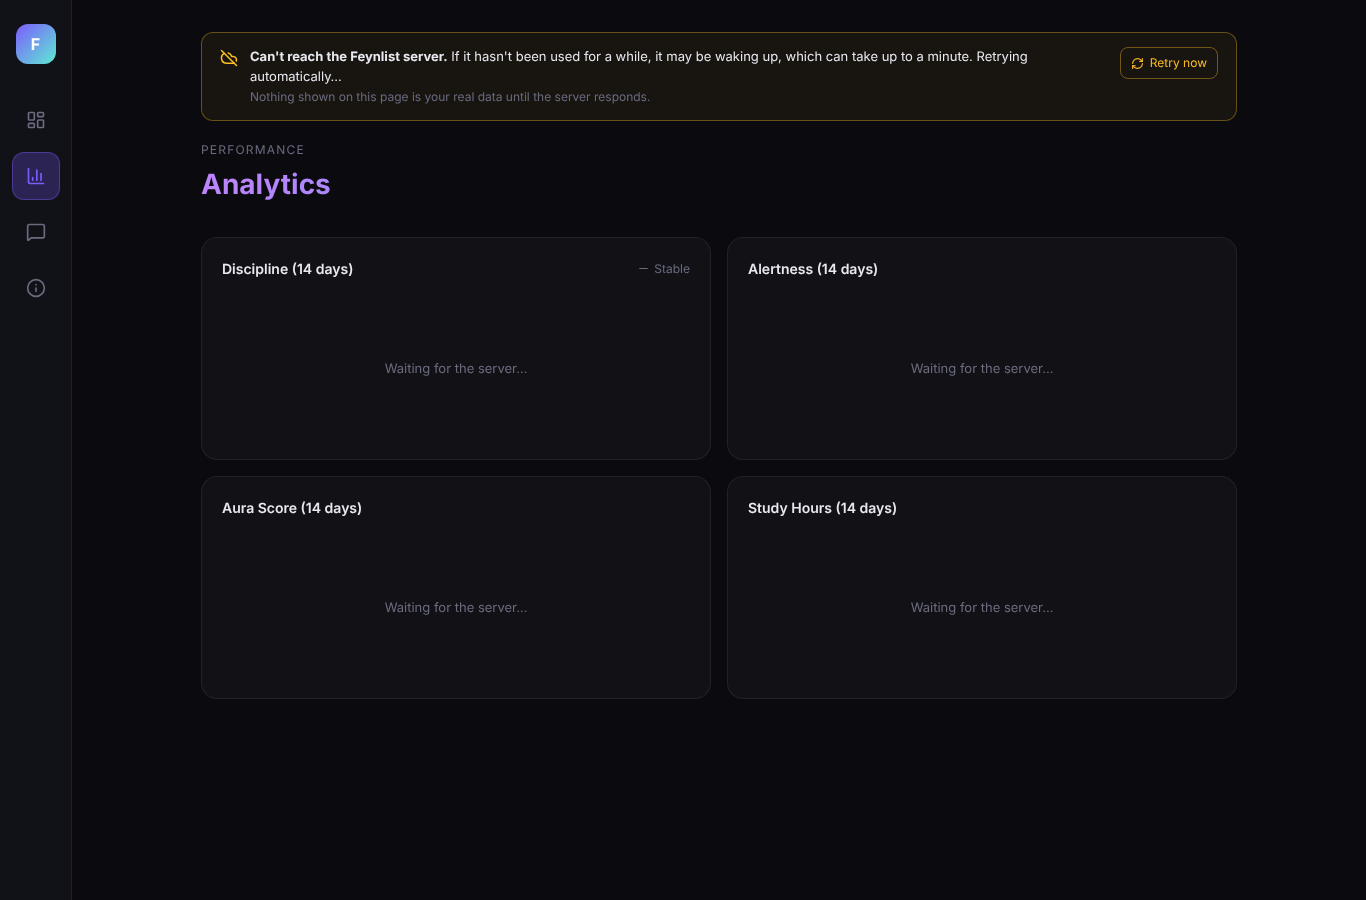 F
Can't reach the Feynlist server. If it hasn't been used for a while, it may be waking up, which can take up to a minute. Retrying
automatically...
Nothing shown on this page is your real data until the server responds.
Retry now
PERFORMANCE
Analytics
Discipline (14 days)
Stable
Waiting for the server...
Alertness (14 days)
Waiting for the server...
Aura Score (14 days)
Waiting for the server...
Study Hours (14 days)
Waiting for the server...